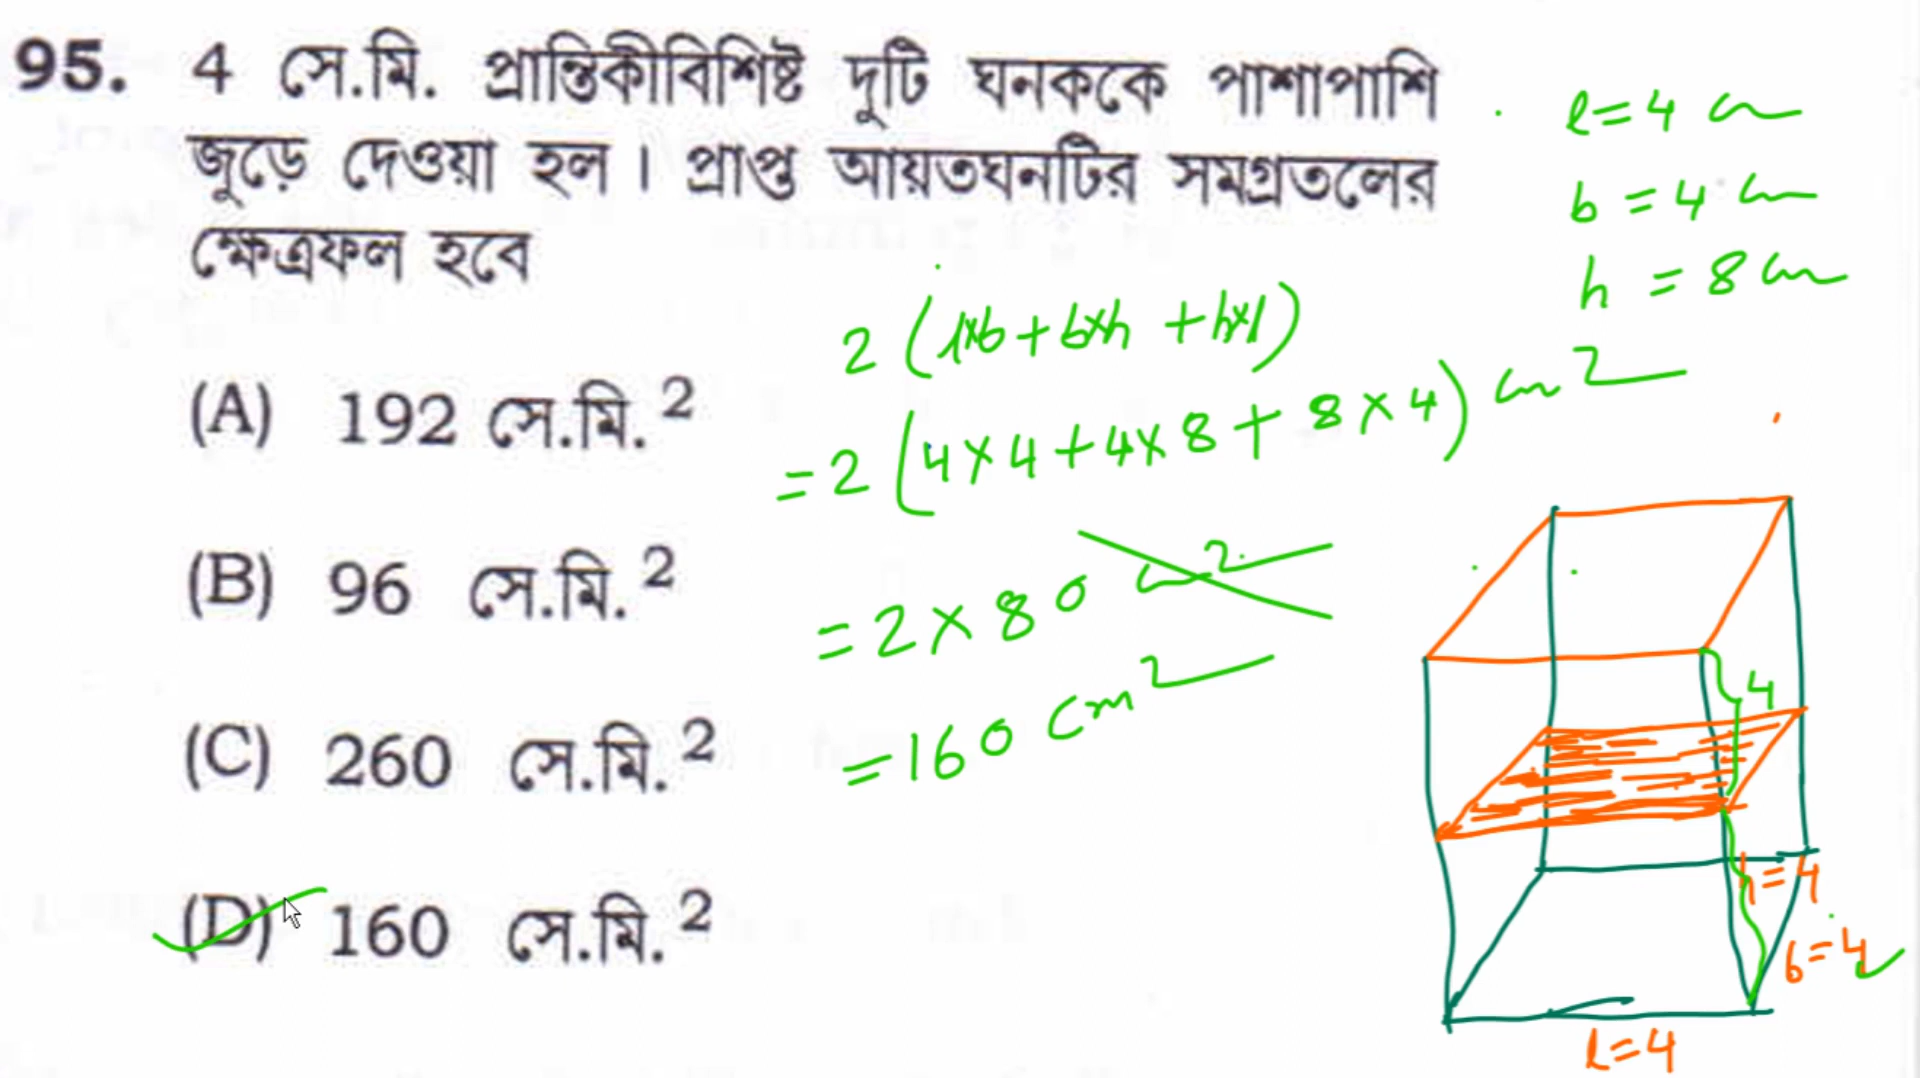 95. 4 সে.মি. প্রান্তিকীবিশিষ্ট দুটি ঘনককে পাশাপাশি
জুড়ে দেওয়া হল । প্রাপ্ত আয়তঘনটির সমগ্রতলের
ক্ষেত্রফল হবে
(A) 192 সে.মি.²
(B) 96 সে.মি.²
(C) 260 সে.মি.²
(D) 160 সে.মি.²
l=4 cm
b=4 cm
h=8 cm
2 (l×b+b×h+h×l)
=2 (4×4+4×8+8×4) cm²
=2×80 cm²
=160 cm²
4
h=4
b=4
l=4